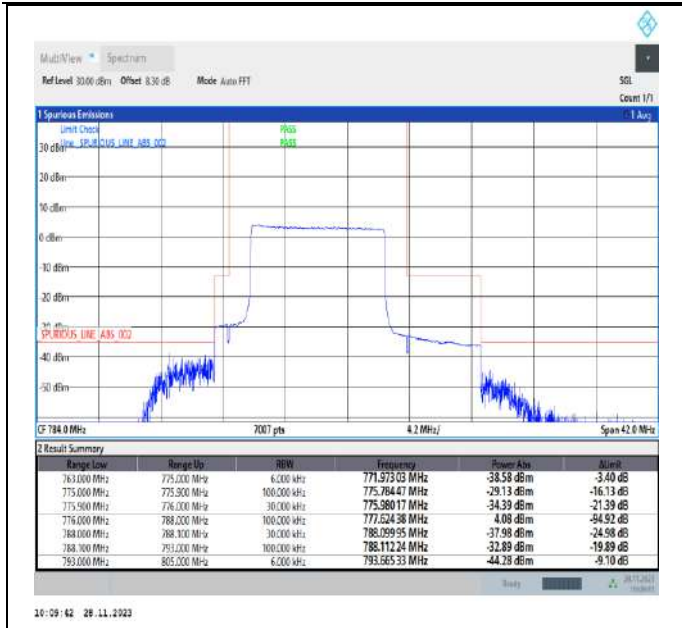 MultiView Spectrum
Ref Level 30.00 dBm Offset 8.30 dB Mode Auto FFT SGL
Count 1/1
1 Spurious Emissions 1 Avg
Limit Check PASS
30 dBm Line SPURIOUS_LINE_ABS_002 PASS
20 dBm
10 dBm
0 dBm
-10 dBm
-20 dBm
SPURIOUS_LINE_ABS_002
-40 dBm
-50 dBm
CF 784.0 MHz 7007 pts 4.2 MHz/ Span 42.0 MHz
2 Result Summary
Range Low Range Up RBW Frequency Power Abs ΔLimit
763.000 MHz 775.000 MHz 6.000 kHz 771.97303 MHz -38.58 dBm -3.40 dB
775.000 MHz 775.900 MHz 100.000 kHz 775.78447 MHz -29.13 dBm -16.13 dB
775.900 MHz 776.000 MHz 30.000 kHz 775.98017 MHz -34.39 dBm -21.39 dB
776.000 MHz 788.000 MHz 100.000 kHz 777.62438 MHz 4.08 dBm -94.92 dB
788.000 MHz 788.100 MHz 30.000 kHz 788.09995 MHz -37.98 dBm -24.98 dB
788.100 MHz 793.000 MHz 100.000 kHz 788.11224 MHz -32.89 dBm -19.89 dB
793.000 MHz 805.000 MHz 6.000 kHz 793.66533 MHz -44.28 dBm -9.10 dB
Ready 28.11.2023
10:09:42 28.11.2023